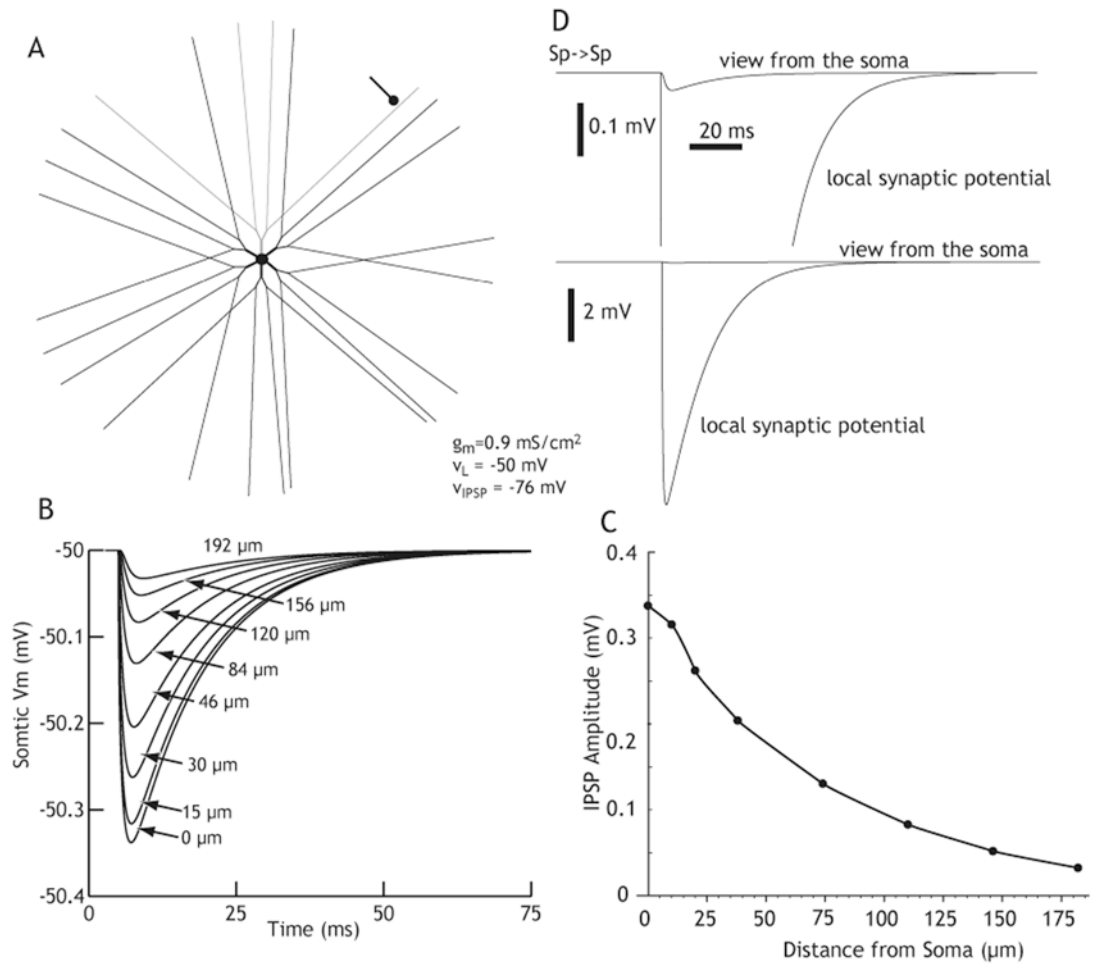 A
g_m=0.9 mS/cm²
v_L = -50 mV
v_IPSP = -76 mV
D
Sp->Sp
view from the soma
0.1 mV
20 ms
local synaptic potential
view from the soma
2 mV
local synaptic potential
B
-50
-50.1
-50.2
-50.3
-50.4
Somtic Vm (mV)
192 µm
156 µm
120 µm
84 µm
46 µm
30 µm
15 µm
0 µm
0
25
50
75
Time (ms)
C
0.4
0.3
0.2
0.1
0
IPSP Amplitude (mV)
0
25
50
75
100
125
150
175
Distance from Soma (µm)